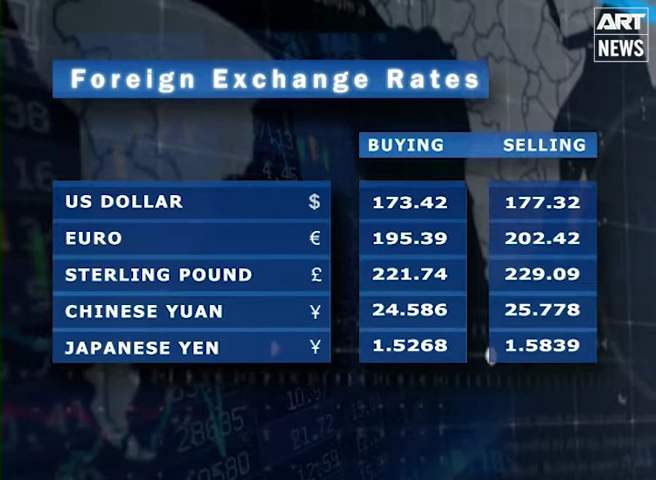 ART
NEWS
Foreign Exchange Rates
BUYING SELLING
US DOLLAR $ 173.42 177.32
EURO € 195.39 202.42
STERLING POUND £ 221.74 229.09
CHINESE YUAN ¥ 24.586 25.778
JAPANESE YEN ¥ 1.5268 1.5839